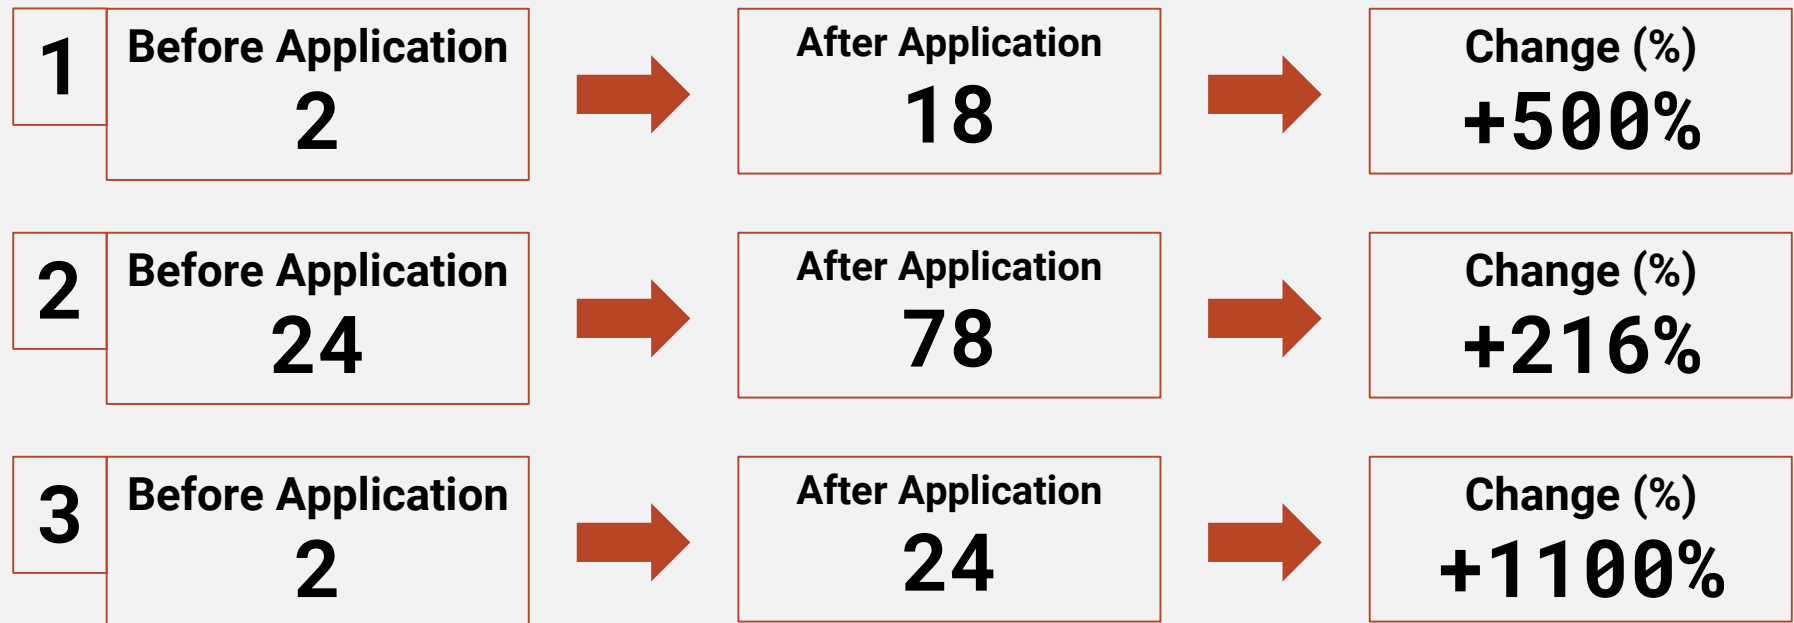 1
Before Application
2
After Application
18
Change (%)
+500%
2
Before Application
24
After Application
78
Change (%)
+216%
3
Before Application
2
After Application
24
Change (%)
+1100%